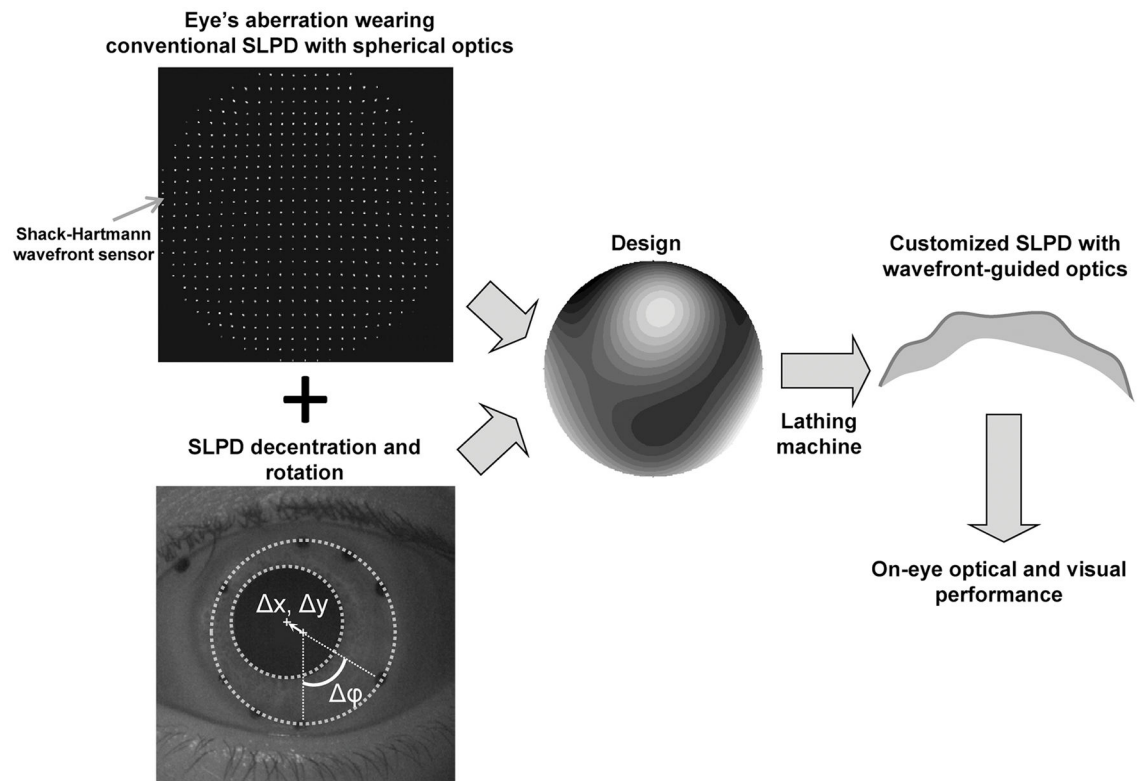 Eye's aberration wearing
conventional SLPD with spherical optics
Shack-Hartmann
wavefront sensor
+
SLPD decentration and
rotation
Δx, Δy
Δφ
Design
Lathing
machine
Customized SLPD with
wavefront-guided optics
On-eye optical and visual
performance